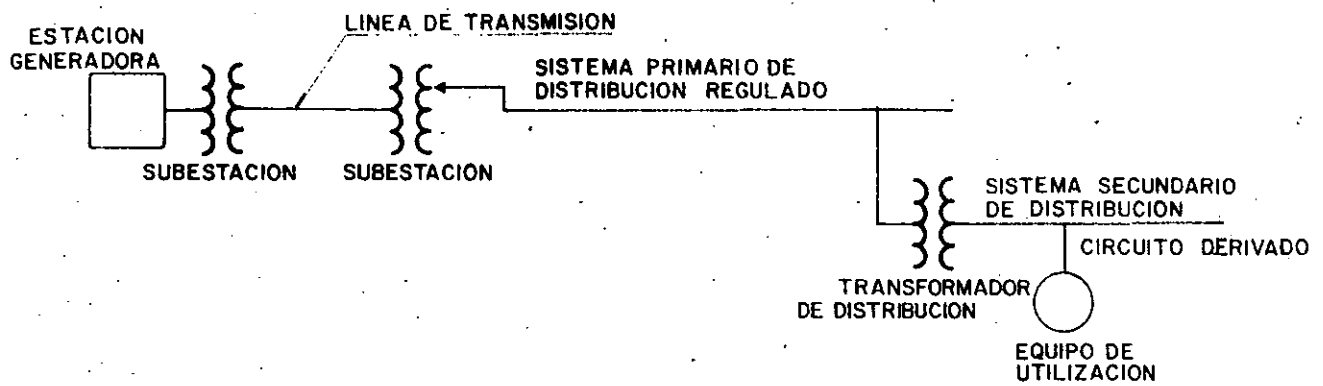 LINEA DE TRANSMISION
ESTACION
GENERADORA
SISTEMA PRIMARIO DE
DISTRIBUCION REGULADO
SUBESTACION
SUBESTACION
SISTEMA SECUNDARIO
DE DISTRIBUCION
CIRCUITO DERIVADO
TRANSFORMADOR
DE DISTRIBUCION
EQUIPO DE
UTILIZACION